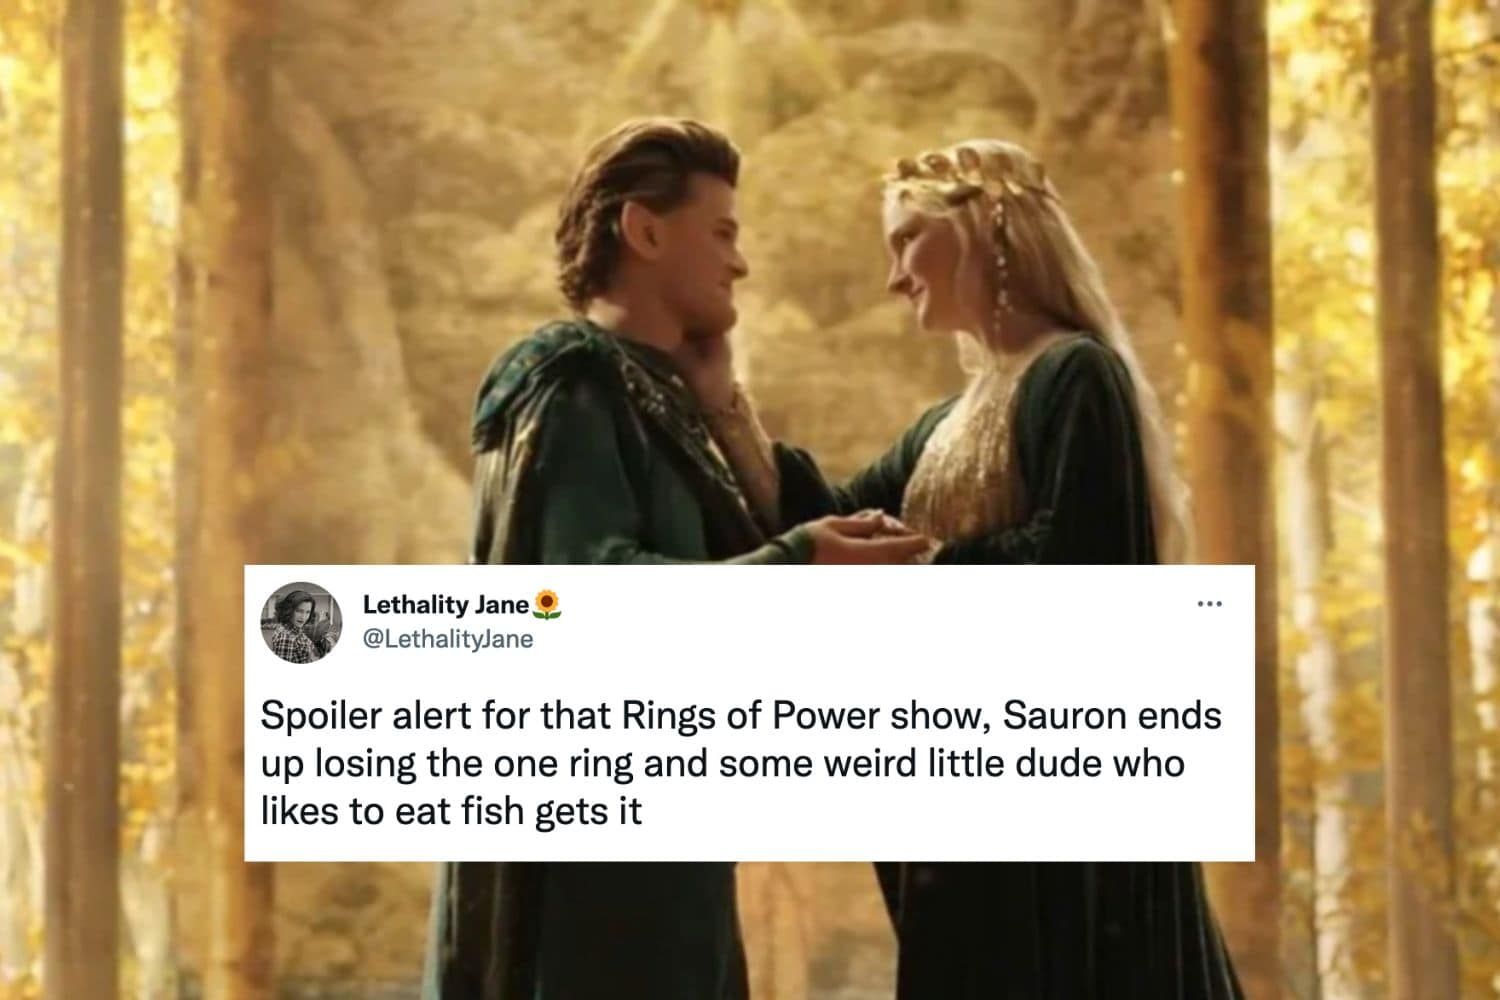 Lethality Jane🌻
@LethalityJane
Spoiler alert for that Rings of Power show, Sauron ends
up losing the one ring and some weird little dude who
likes to eat fish gets it